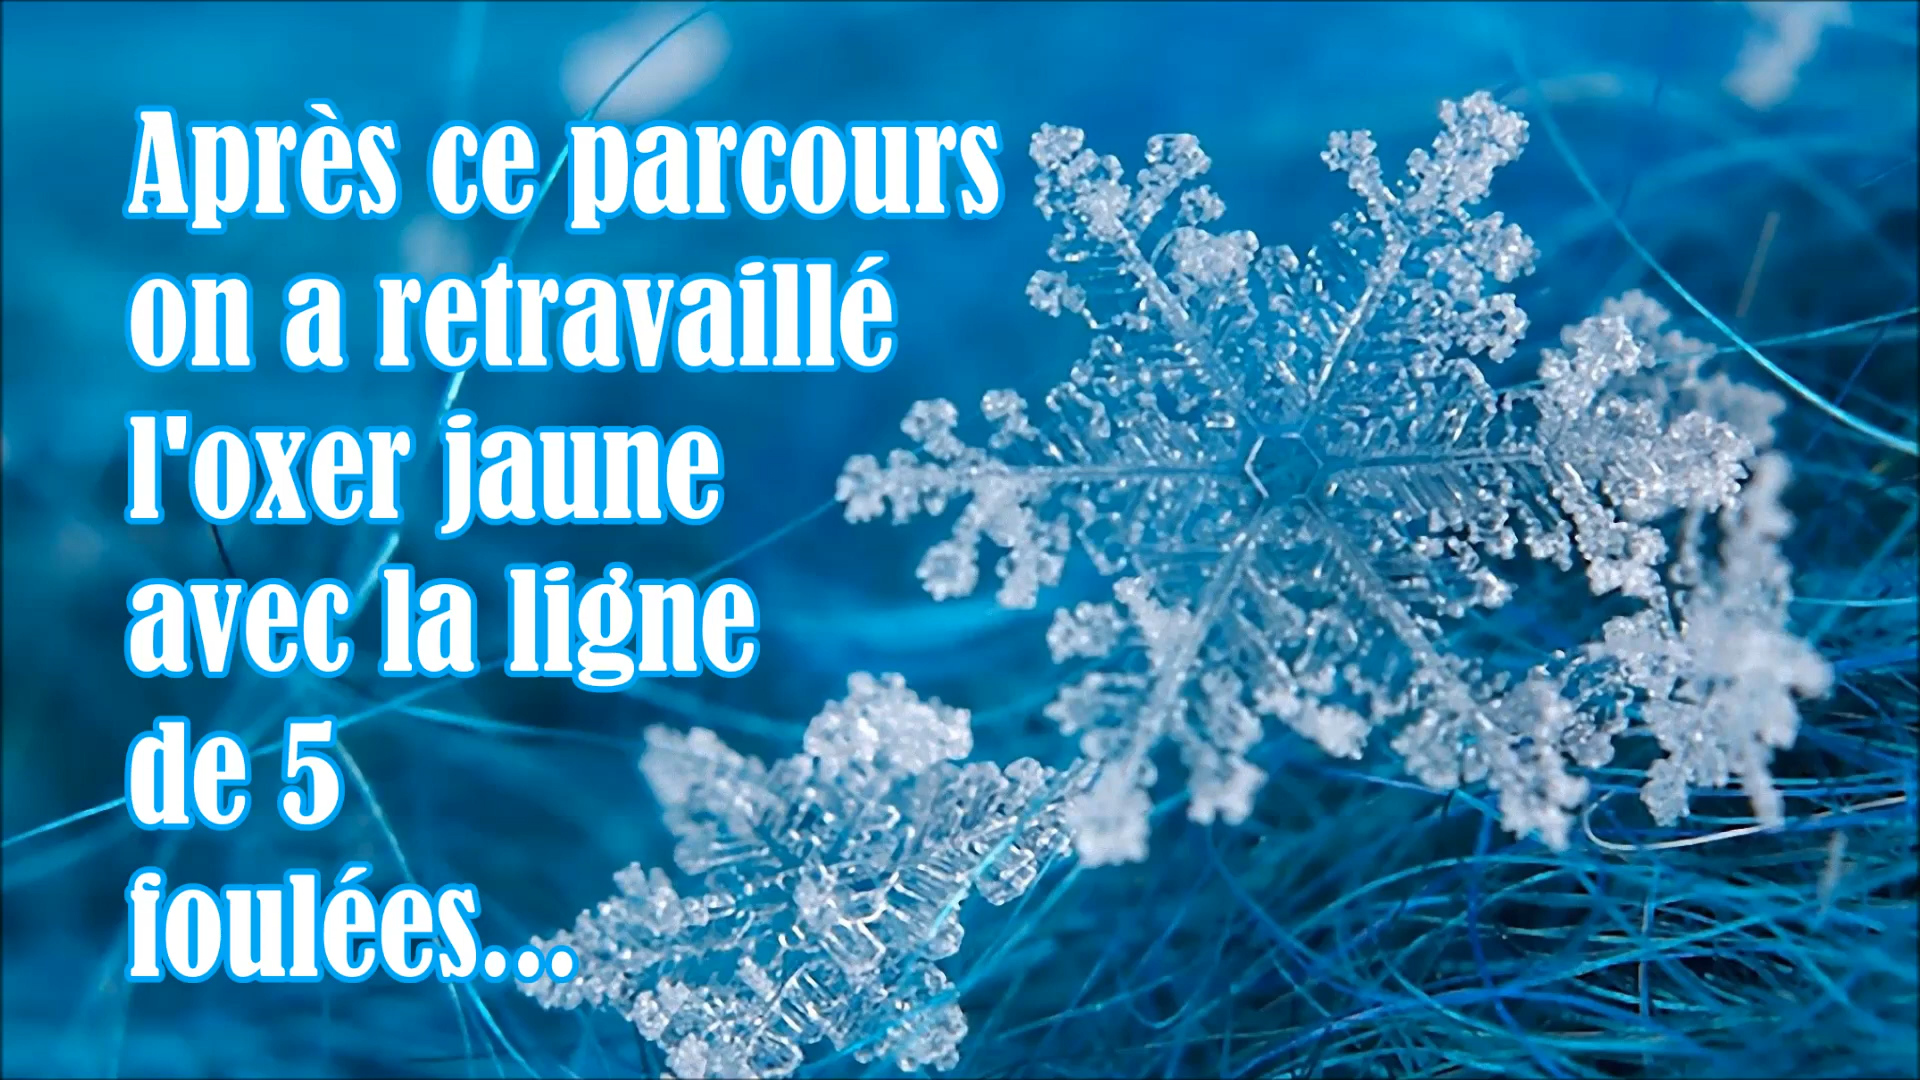 Après ce parcours
on a retravaillé
l'oxer jaune
avec la ligne
de 5
foulées...